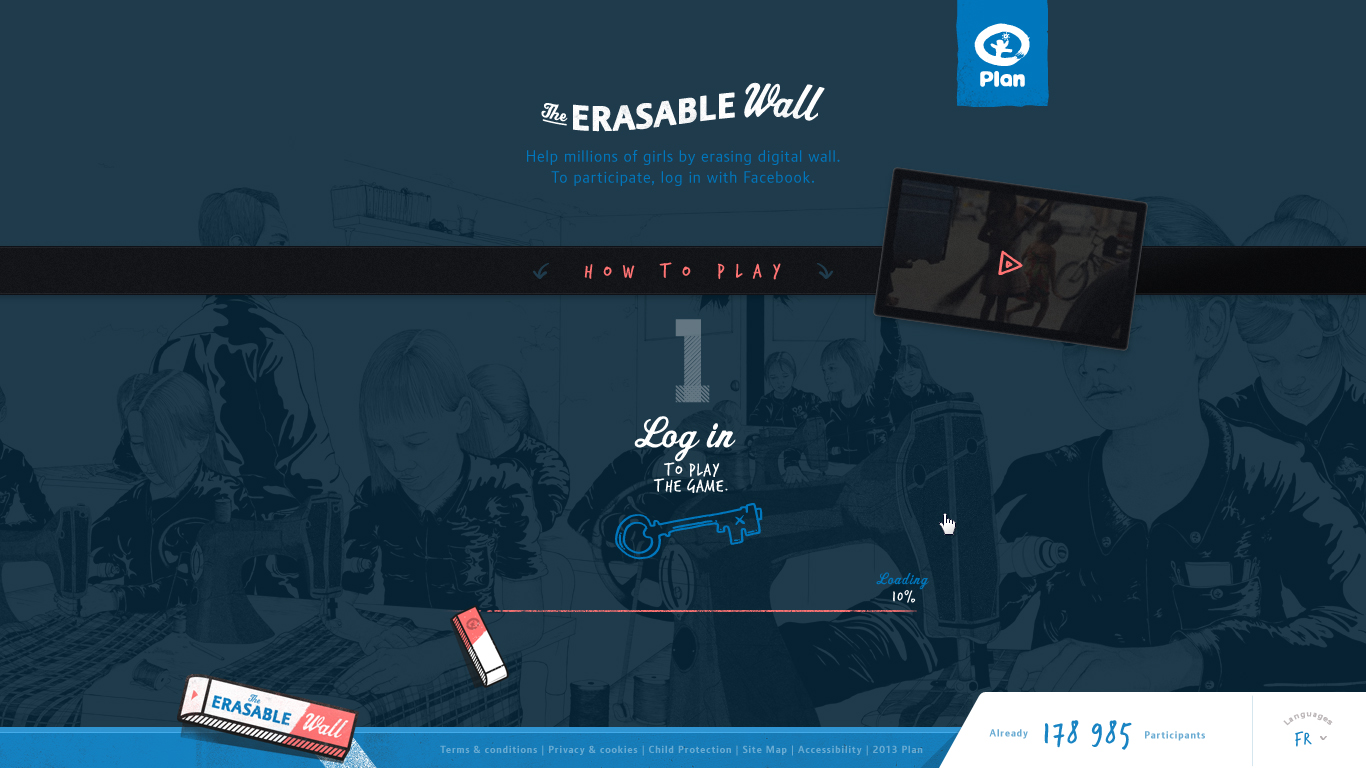 Plan
The ERASABLE Wall
Help millions of girls by erasing digital wall.
To participate, log in with Facebook.
HOW TO PLAY
1
Log in
TO PLAY
THE GAME.
Loading
10%
The ERASABLE Wall
Terms & conditions | Privacy & cookies | Child Protection | Site Map | Accessibility | 2013 Plan
Already 178 985 Participants
Languages
FR